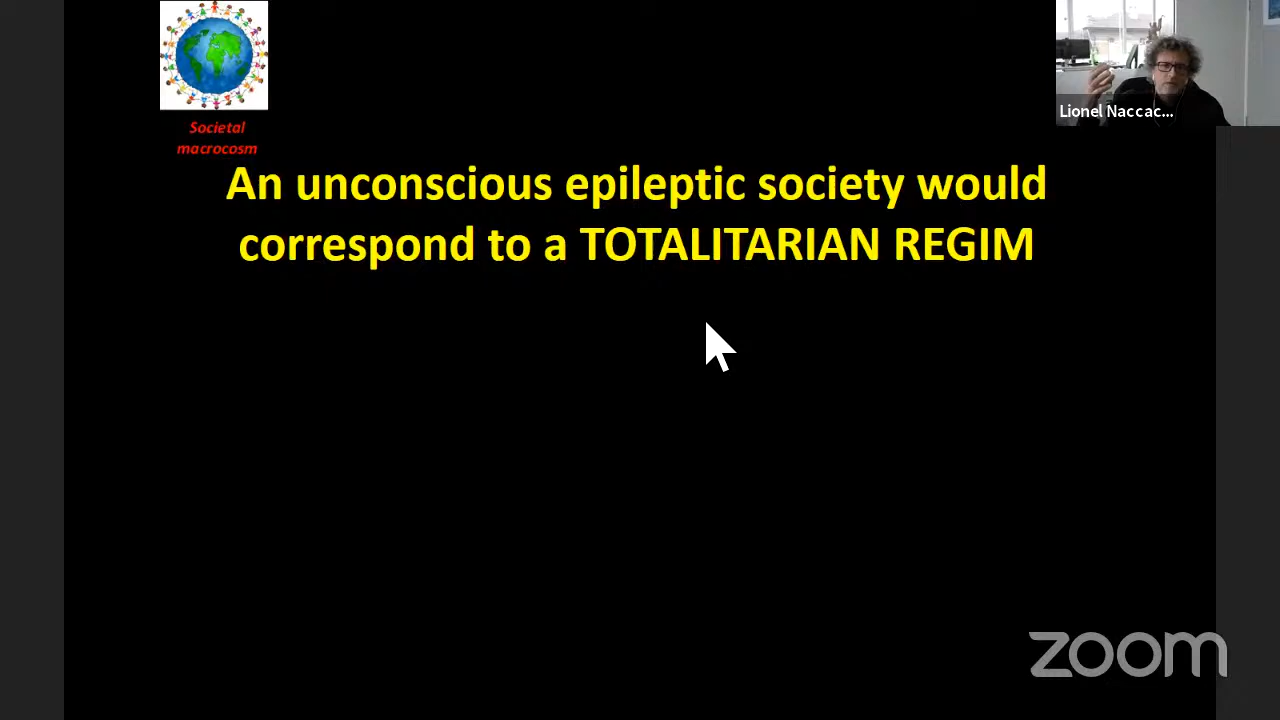 Lionel Naccac...
Societal
macrocosm
An unconscious epileptic society would
correspond to a TOTALITARIAN REGIM
zoom